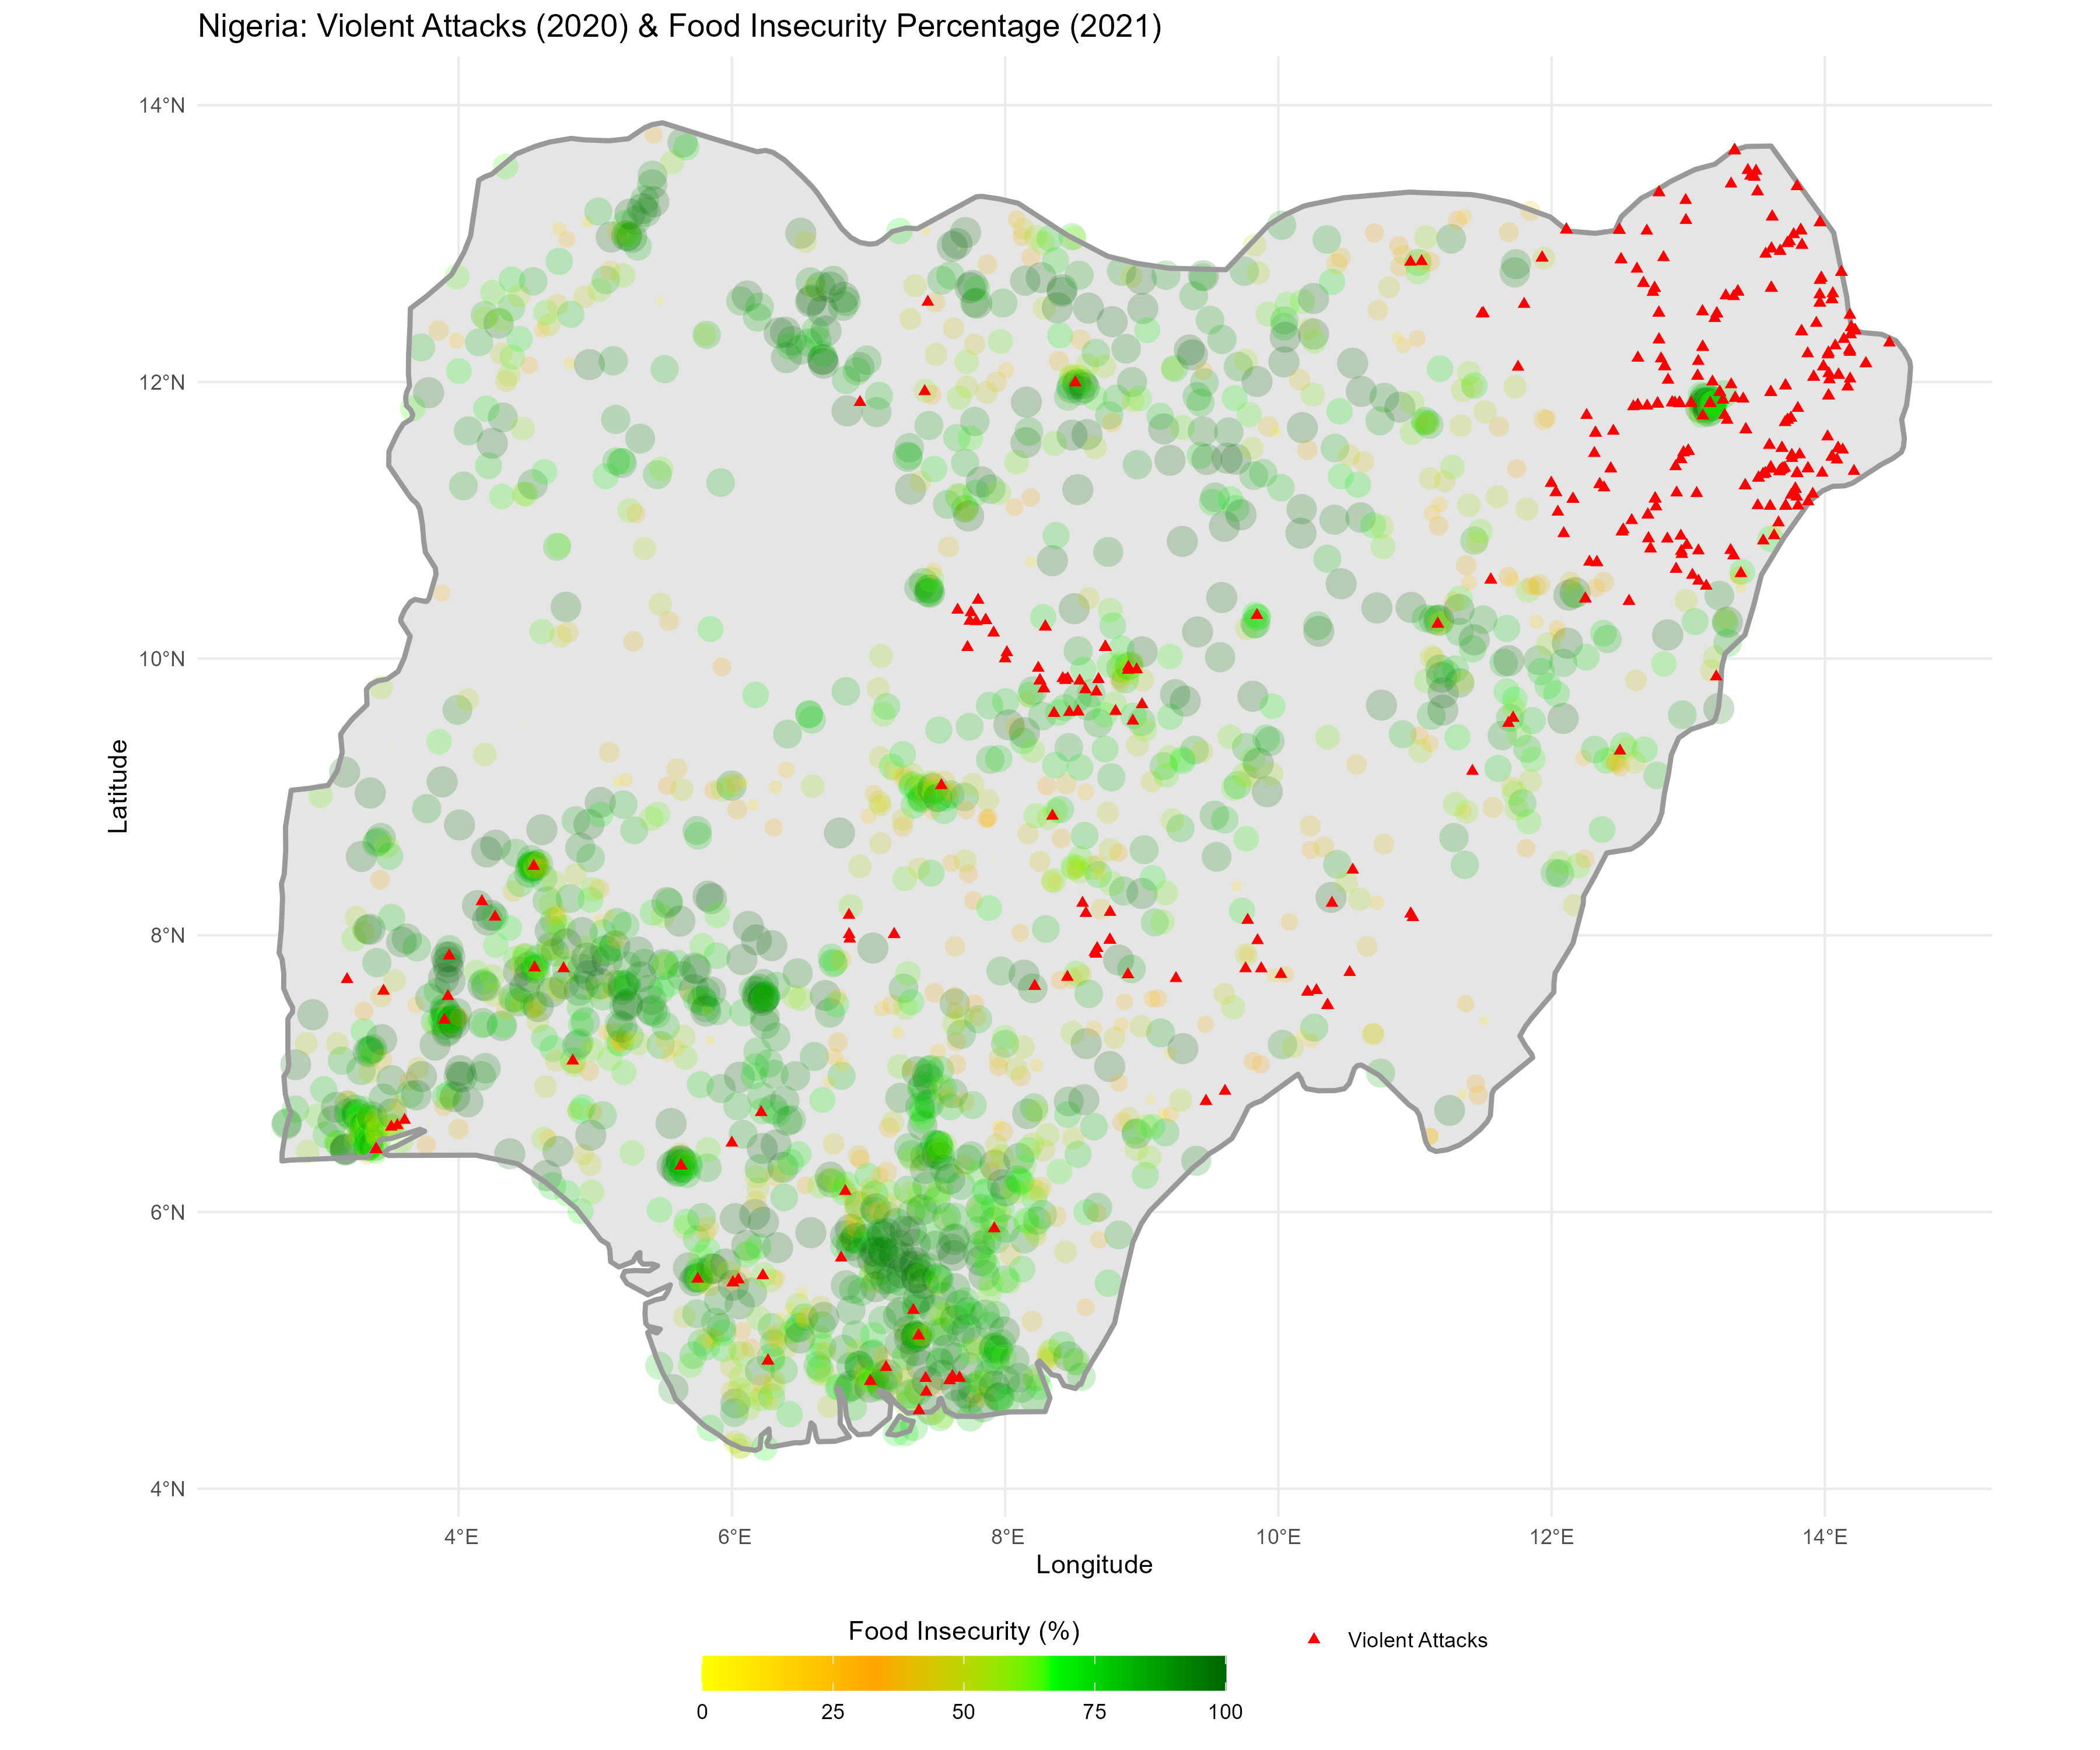 Nigeria: Violent Attacks (2020) & Food Insecurity Percentage (2021)
14°N
12°N
10°N
8°N
6°N
4°N
Latitude
4°E 6°E 8°E 10°E 12°E 14°E
Longitude
Food Insecurity (%)
0 25 50 75 100
Violent Attacks